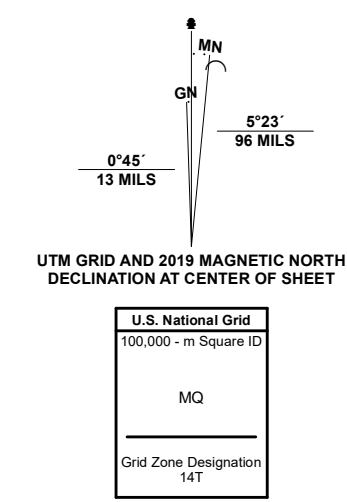 MN
GN
5°23´
96 MILS
0°45´
13 MILS
UTM GRID AND 2019 MAGNETIC NORTH
DECLINATION AT CENTER OF SHEET
U.S. National Grid
100,000 - m Square ID
MQ
Grid Zone Designation
14T